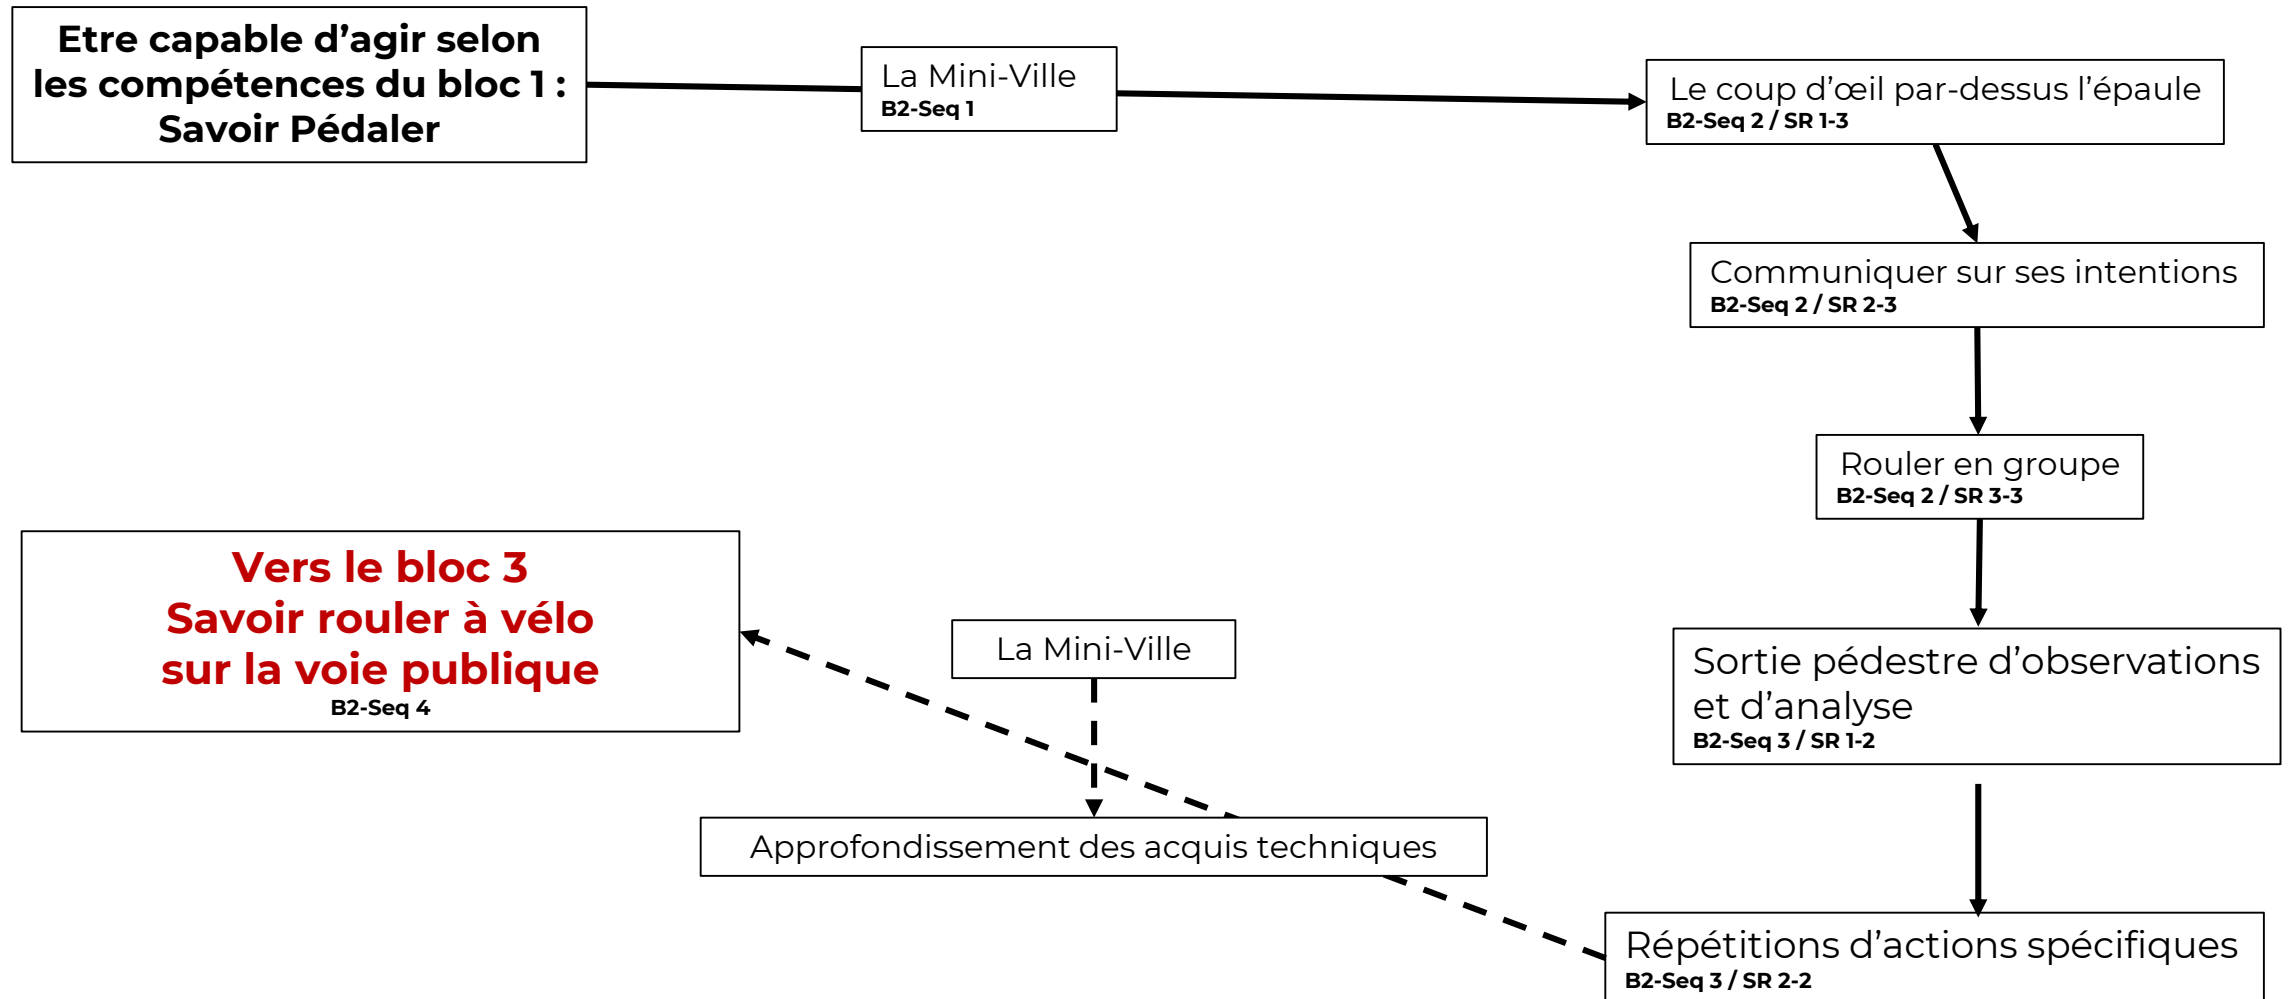 Etre capable d’agir selon
les compétences du bloc 1 :
Savoir Pédaler
La Mini-Ville
B2-Seq 1
Le coup d’œil par-dessus l’épaule
B2-Seq 2 / SR 1-3
Communiquer sur ses intentions
B2-Seq 2 / SR 2-3
Rouler en groupe
B2-Seq 2 / SR 3-3
Sortie pédestre d’observations
et d’analyse
B2-Seq 3 / SR 1-2
Répétitions d’actions spécifiques
B2-Seq 3 / SR 2-2
La Mini-Ville
Approfondissement des acquis techniques
Vers le bloc 3
Savoir rouler à vélo
sur la voie publique
B2-Seq 4